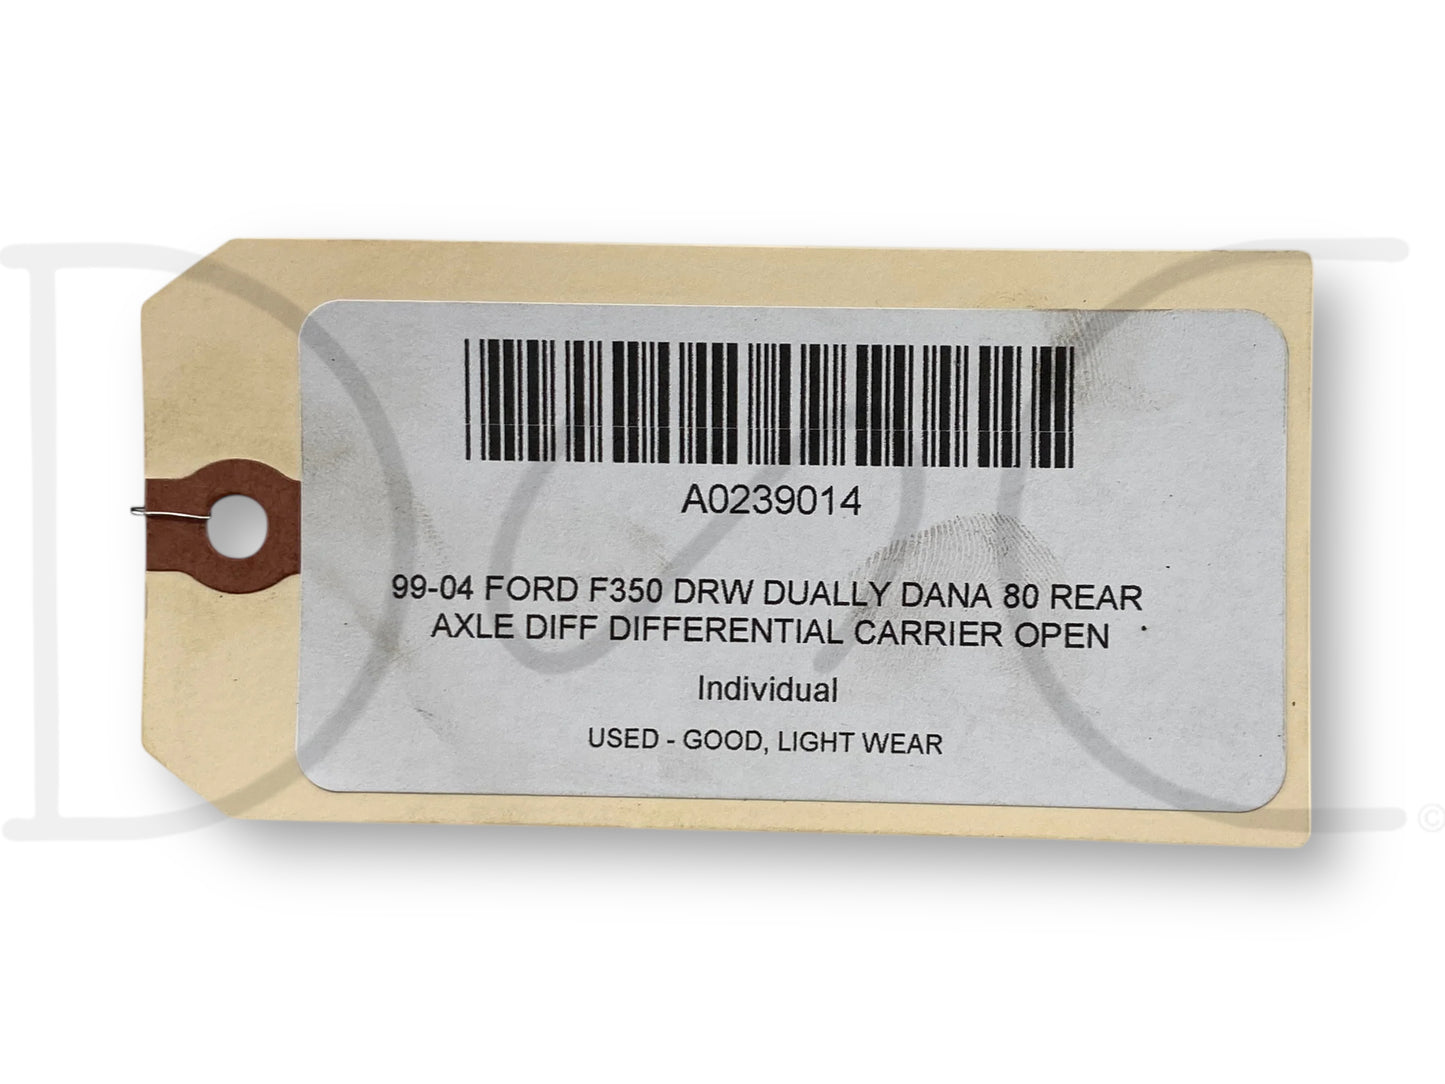 A0239014
99-04 FORD F350 DRW DUALLY DANA 80 REAR
AXLE DIFF DIFFERENTIAL CARRIER OPEN
Individual
USED - GOOD, LIGHT WEAR
©